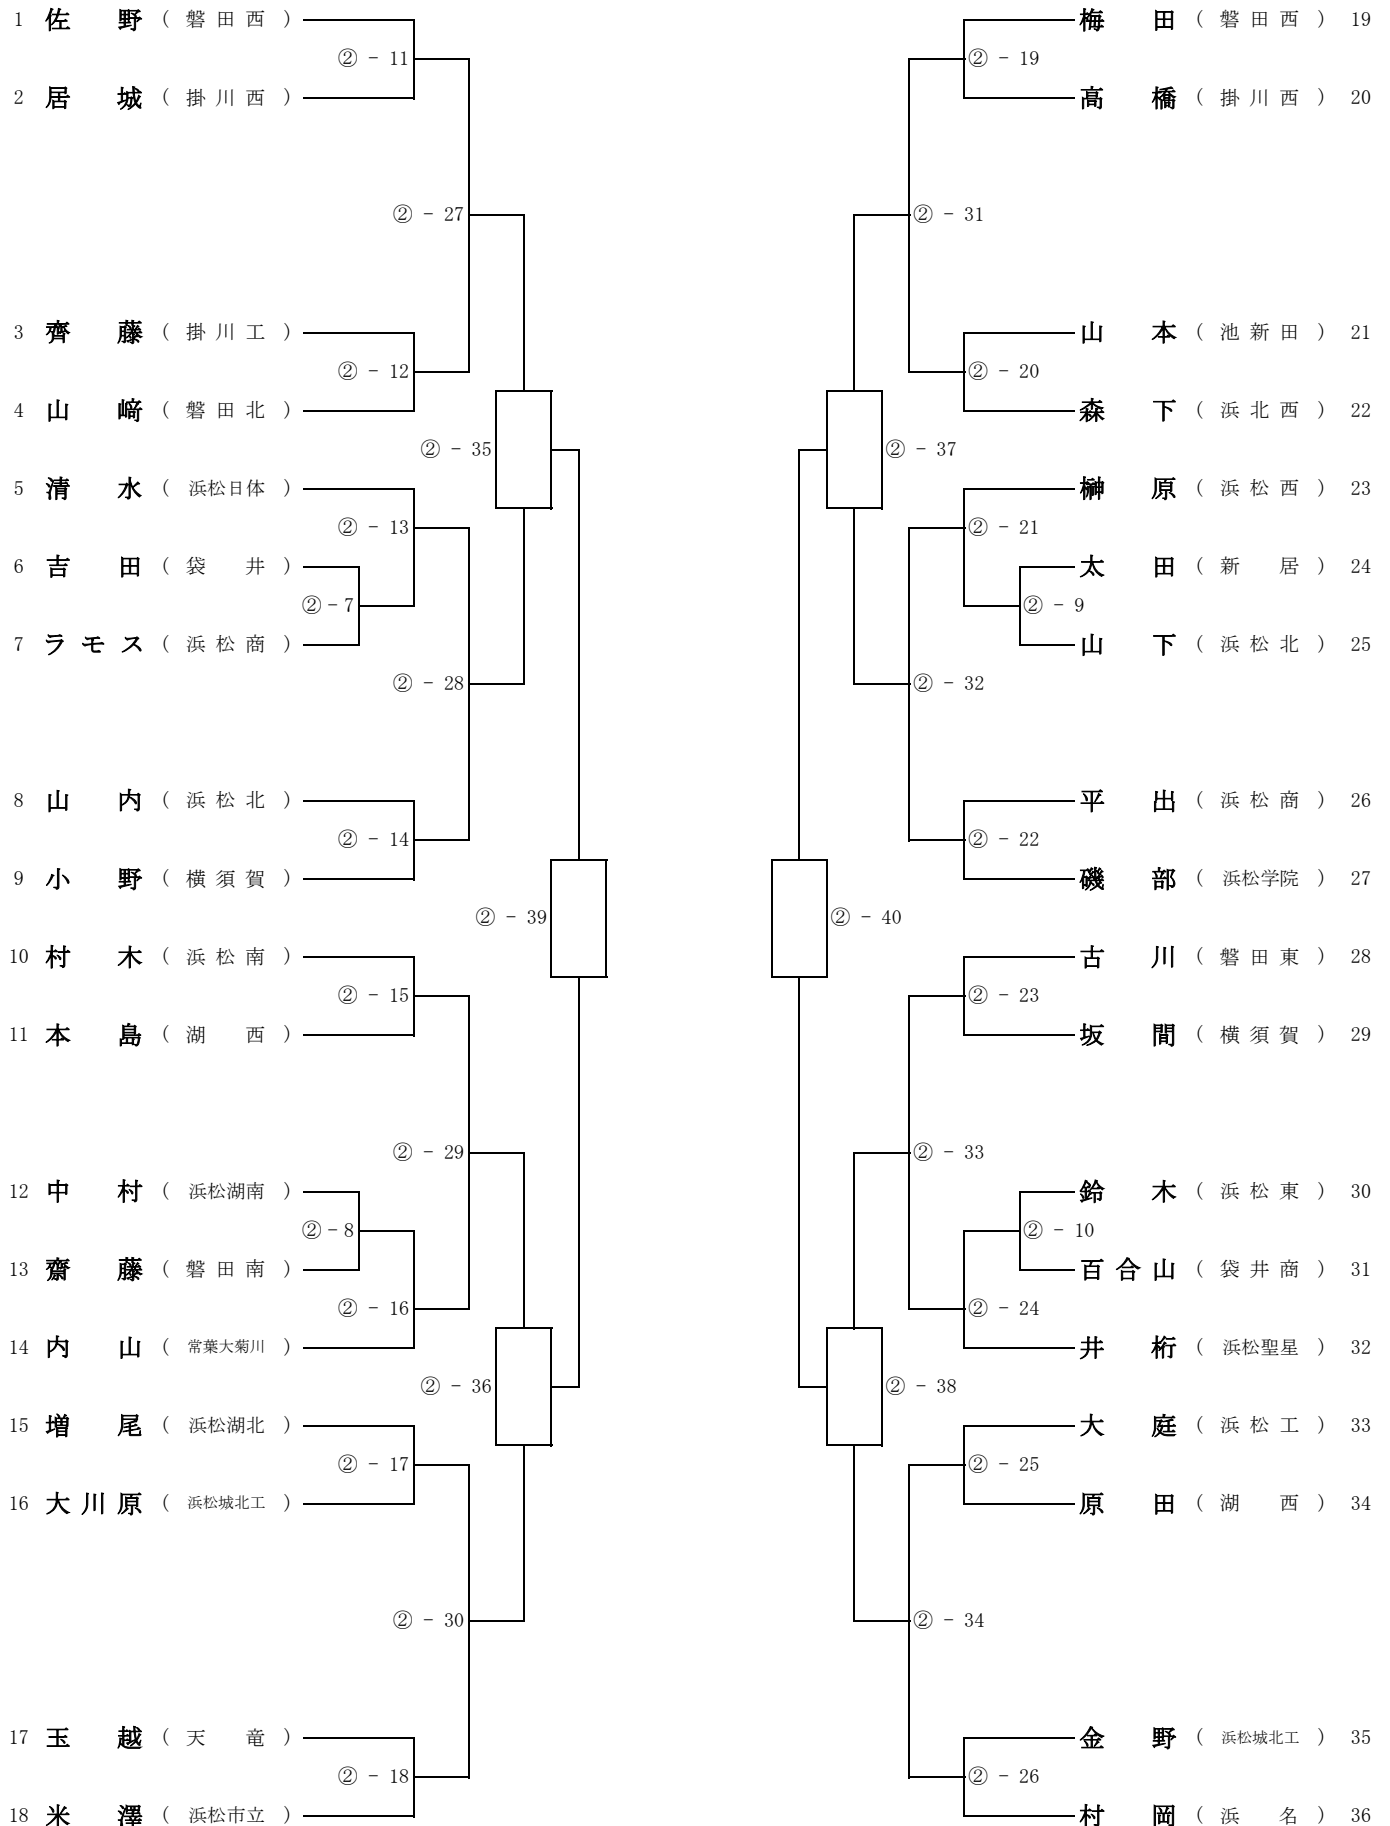 1 佐野 (磐田西) 梅田 (磐田西) 19
② - 11 ② - 19
2 居城 (掛川西) 高橋 (掛川西) 20
② - 27 ② - 31
3 齊藤 (掛川工) 山本 (池新田) 21
② - 12 ② - 20
4 山﨑 (磐田北) 森下 (浜北西) 22
② - 35 ② - 37
5 清水 (浜松日体) 榊原 (浜松西) 23
② - 13 ② - 21
6 吉田 (袋井) 太田 (新居) 24
② - 7 ② - 9
7 ラモス (浜松商) 山下 (浜松北) 25
② - 28 ② - 32
8 山内 (浜松北) 平出 (浜松商) 26
② - 14 ② - 22
9 小野 (横須賀) 磯部 (浜松学院) 27
② - 39 ② - 40
10 村木 (浜松南) 古川 (磐田東) 28
② - 15 ② - 23
11 本島 (湖西) 坂間 (横須賀) 29
② - 29 ② - 33
12 中村 (浜松湖南) 鈴木 (浜松東) 30
② - 8 ② - 10
13 齋藤 (磐田南) 百合山 (袋井商) 31
② - 16 ② - 24
14 内山 (常葉大菊川) 井桁 (浜松聖星) 32
② - 36 ② - 38
15 増尾 (浜松湖北) 大庭 (浜松工) 33
② - 17 ② - 25
16 大川原 (浜松城北工) 原田 (湖西) 34
② - 30 ② - 34
17 玉越 (天竜) 金野 (浜松城北工) 35
② - 18 ② - 26
18 米澤 (浜松市立) 村岡 (浜名) 36